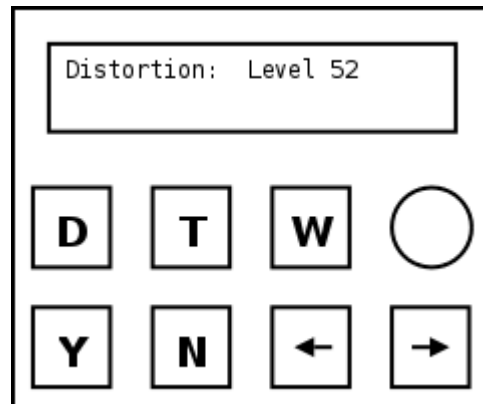 Distortion:  Level 52
D T W
Y N ← →